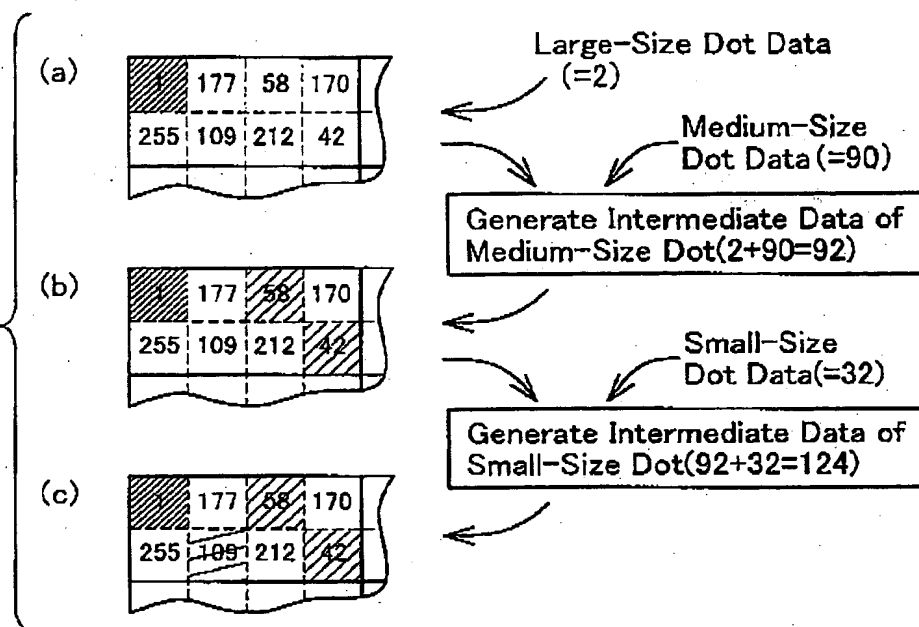 (a)
1 177 58 170
255 109 212 42
Large-Size Dot Data
(=2)
Medium-Size
Dot Data(=90)
Generate Intermediate Data of
Medium-Size Dot(2+90=92)
(b)
1 177 58 170
255 109 212 42
Small-Size
Dot Data(=32)
Generate Intermediate Data of
Small-Size Dot(92+32=124)
(c)
1 177 58 170
255 109 212 42